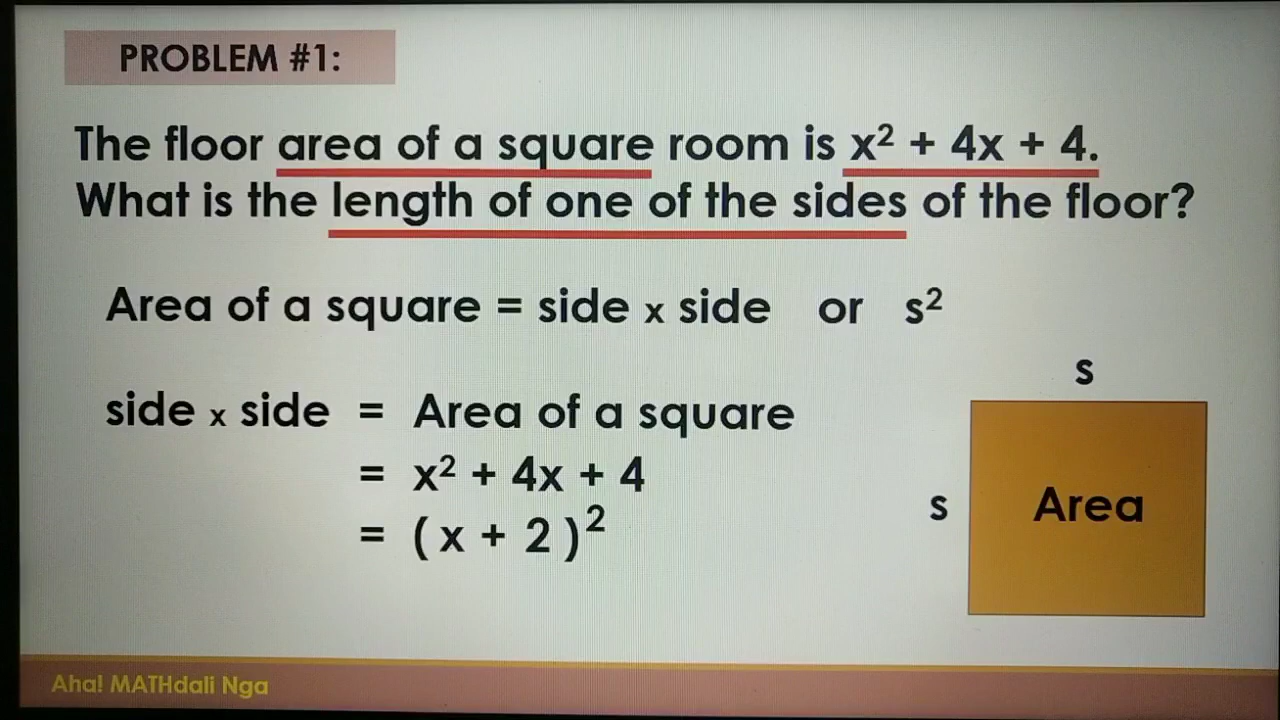 PROBLEM #1:
The floor area of a square room is x² + 4x + 4.
What is the length of one of the sides of the floor?
Area of a square = side x side or s²
s
side x side = Area of a square
= x² + 4x + 4
s Area
= ( x + 2 )²
Aha! MATHdali Nga